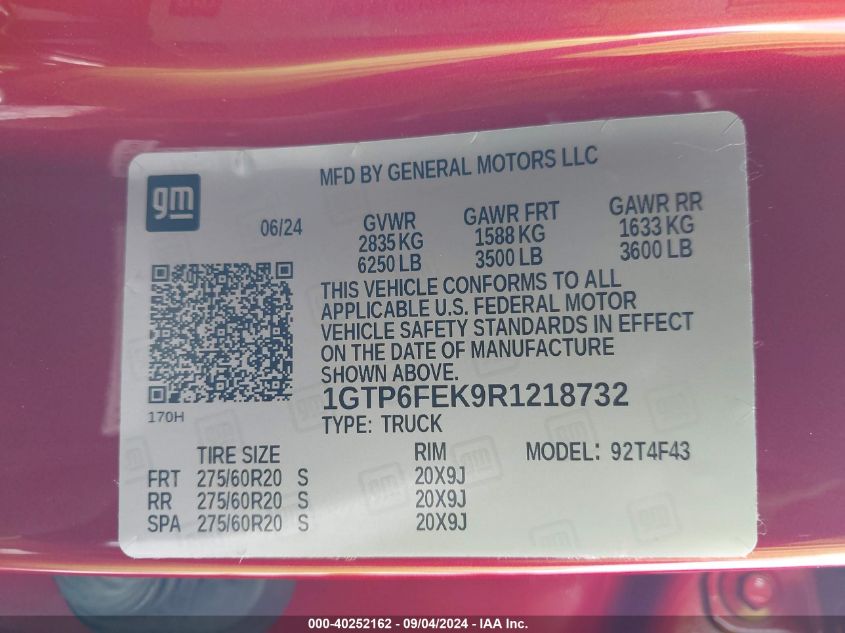 MFD BY GENERAL MOTORS LLC
gm
06/24
GVWR GAWR FRT GAWR RR
2835 KG 1588 KG 1633 KG
6250 LB 3500 LB 3600 LB
THIS VEHICLE CONFORMS TO ALL
APPLICABLE U.S. FEDERAL MOTOR
VEHICLE SAFETY STANDARDS IN EFFECT
ON THE DATE OF MANUFACTURE
SHOWN ABOVE.
1GTP6FEK9R1218732
170H
TYPE: TRUCK
TIRE SIZE RIM MODEL: 92T4F43
FRT 275/60R20 S 20X9J
RR 275/60R20 S 20X9J
SPA 275/60R20 S 20X9J
000-40252162 - 09/04/2024 - IAA Inc.